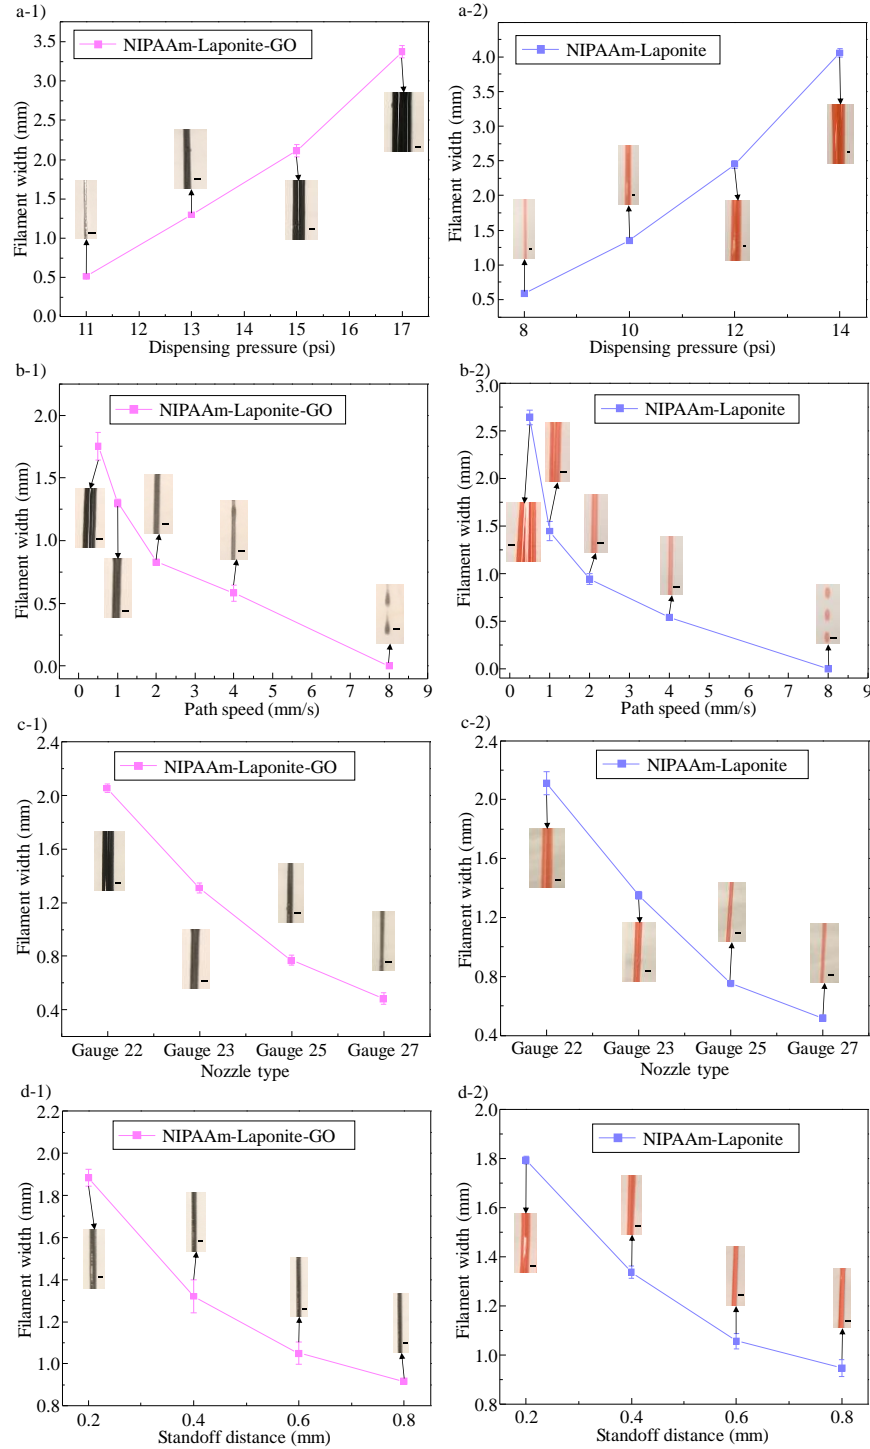 a-1)
NIPAAm-Laponite-GO
Filament width (mm)
3.5
3.0
2.5
2.0
1.5
1.0
0.5
0.0
11 12 13 14 15 16 17
Dispensing pressure (psi)
a-2)
NIPAAm-Laponite
Filament width (mm)
4.0
3.5
3.0
2.5
2.0
1.5
1.0
0.5
8 10 12 14
Dispensing pressure (psi)
b-1)
NIPAAm-Laponite-GO
Filament width (mm)
2.0
1.5
1.0
0.5
0.0
0 1 2 3 4 5 6 7 8 9
Path speed (mm/s)
b-2)
NIPAAm-Laponite
Filament width (mm)
3.0
2.5
2.0
1.5
1.0
0.5
0.0
0 1 2 3 4 5 6 7 8 9
Path speed (mm/s)
c-1)
NIPAAm-Laponite-GO
Filament width (mm)
2.4
2.0
1.6
1.2
0.8
0.4
Gauge 22 Gauge 23 Gauge 25 Gauge 27
Nozzle type
c-2)
NIPAAm-Laponite
Filament width (mm)
2.4
2.0
1.6
1.2
0.8
0.4
Gauge 22 Gauge 23 Gauge 25 Gauge 27
Nozzle type
d-1)
NIPAAm-Laponite-GO
Filament width (mm)
2.2
2.0
1.8
1.6
1.4
1.2
1.0
0.8
0.2 0.4 0.6 0.8
Standoff distance (mm)
d-2)
NIPAAm-Laponite
Filament width (mm)
2.0
1.8
1.6
1.4
1.2
1.0
0.8
0.2 0.4 0.6 0.8
Standoff distance (mm)